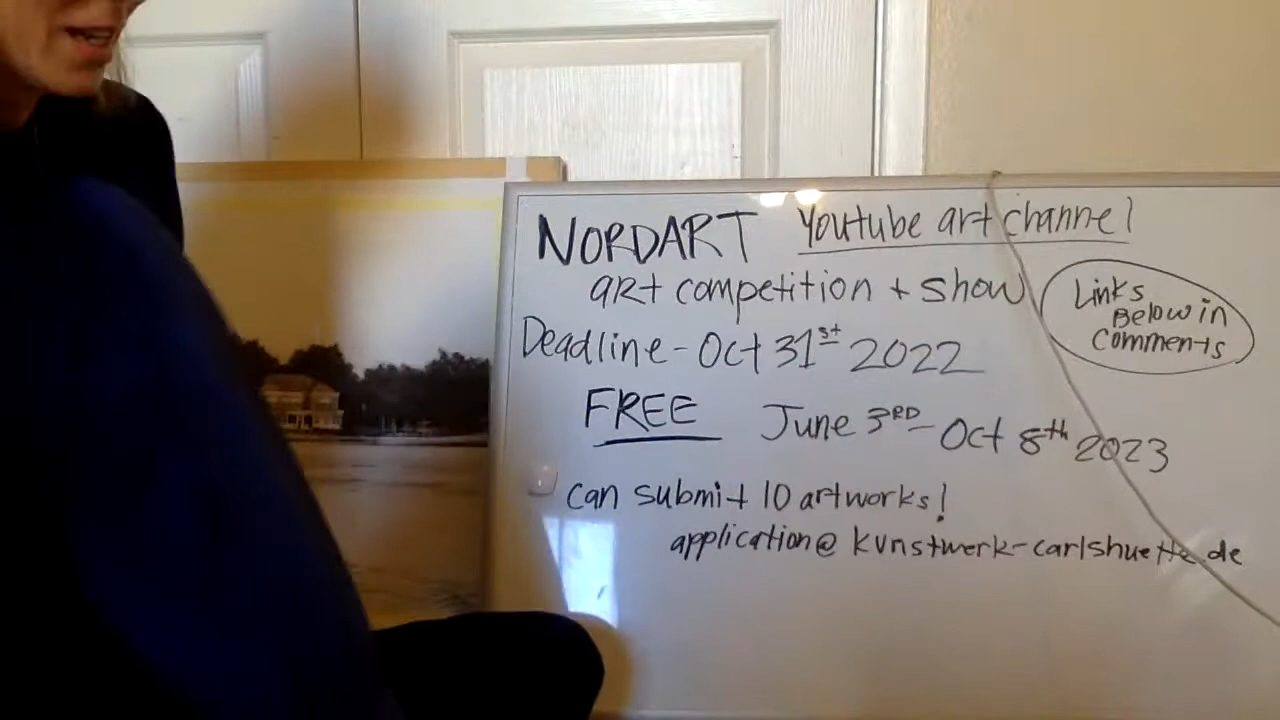 NORDART Youtube art channel
art competition + show
Links
Below in
comments
Deadline - Oct 31st 2022
FREE June 3RD - Oct 8th 2023
can submit 10 artworks!
application@kunstwerk-carlshuette.de